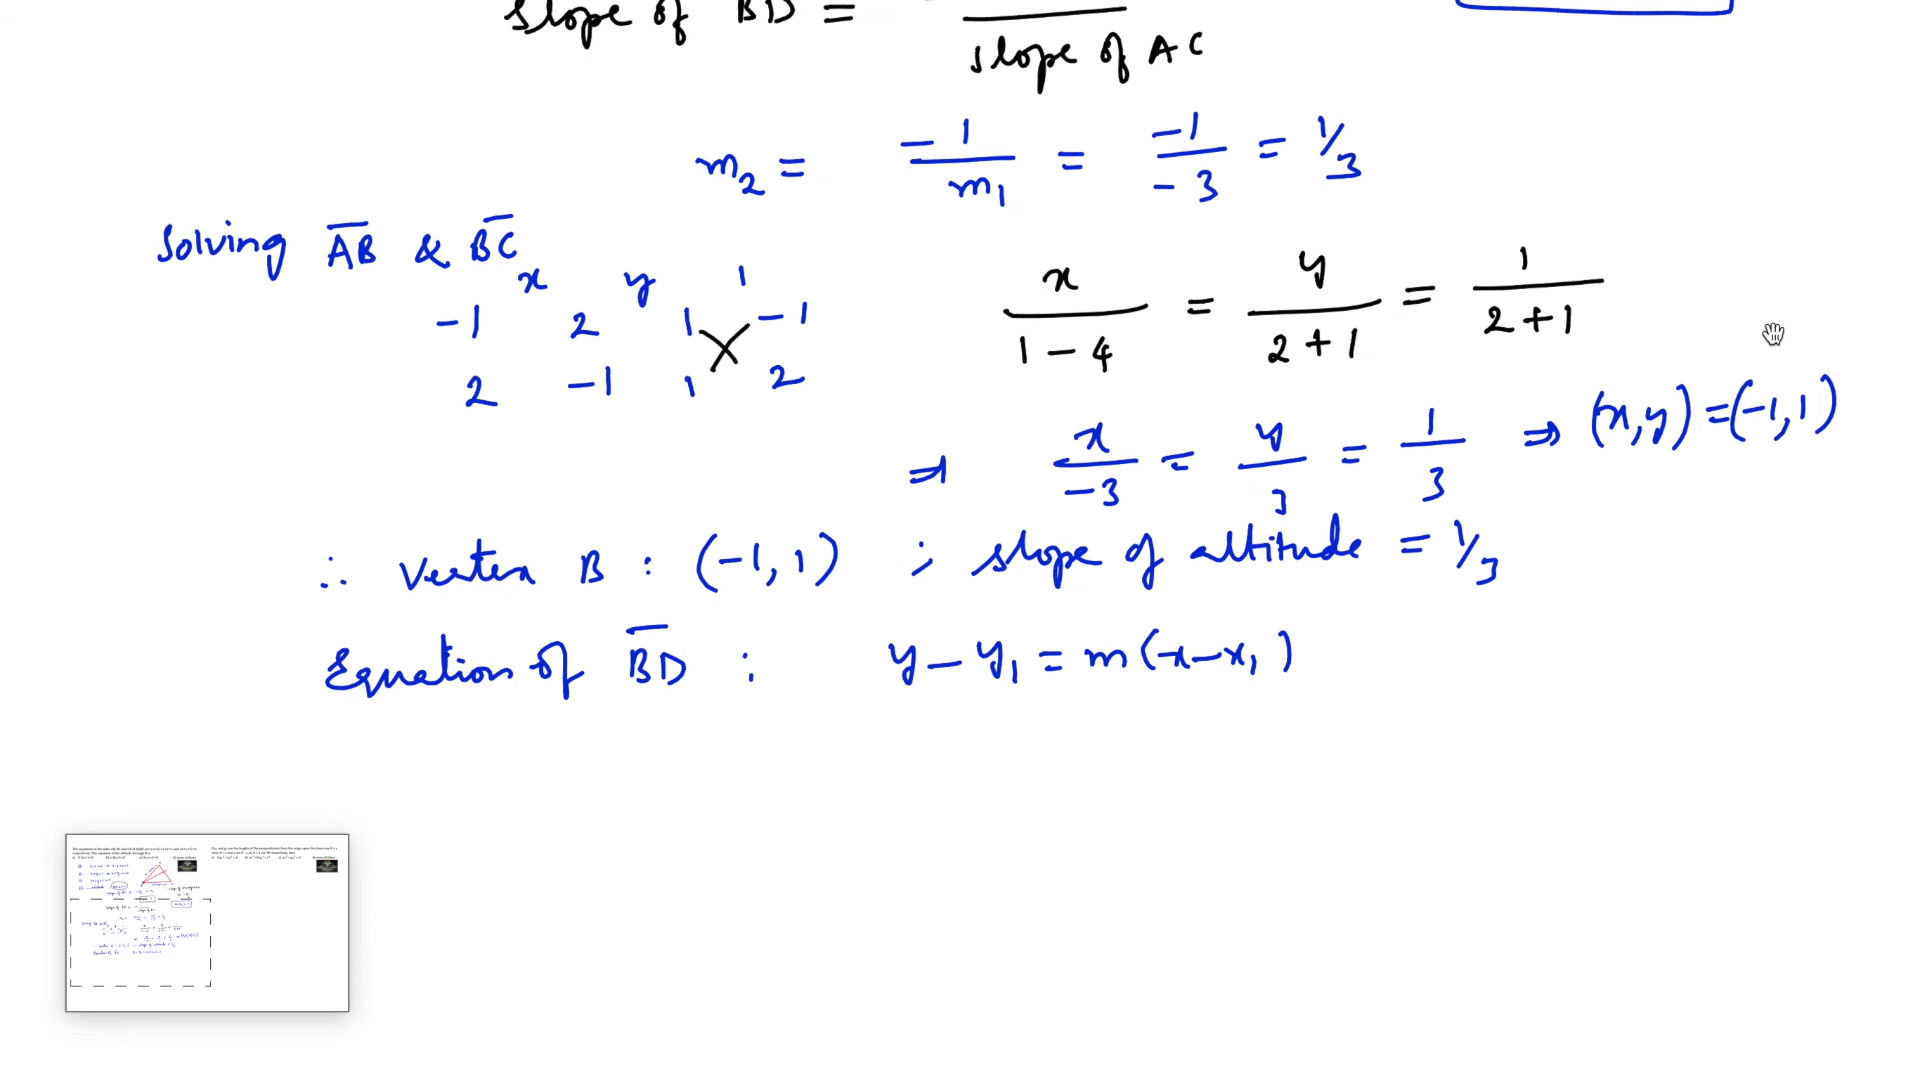 slope of BD =
slope of AC
m2 = -1/m1 = -1/-3 = 1/3
Solving AB & BC
x y 1
-1 2 1 -1
2 -1 1 2
x/(1-4) = y/(2+1) = 1/(2+1)
⇒ x/-3 = y/3 = 1/3 ⇒ (x,y) = (-1,1)
∴ Vertex B : (-1,1) ; slope of altitude = 1/3
Equation of BD : y-y1 = m(x-x1)